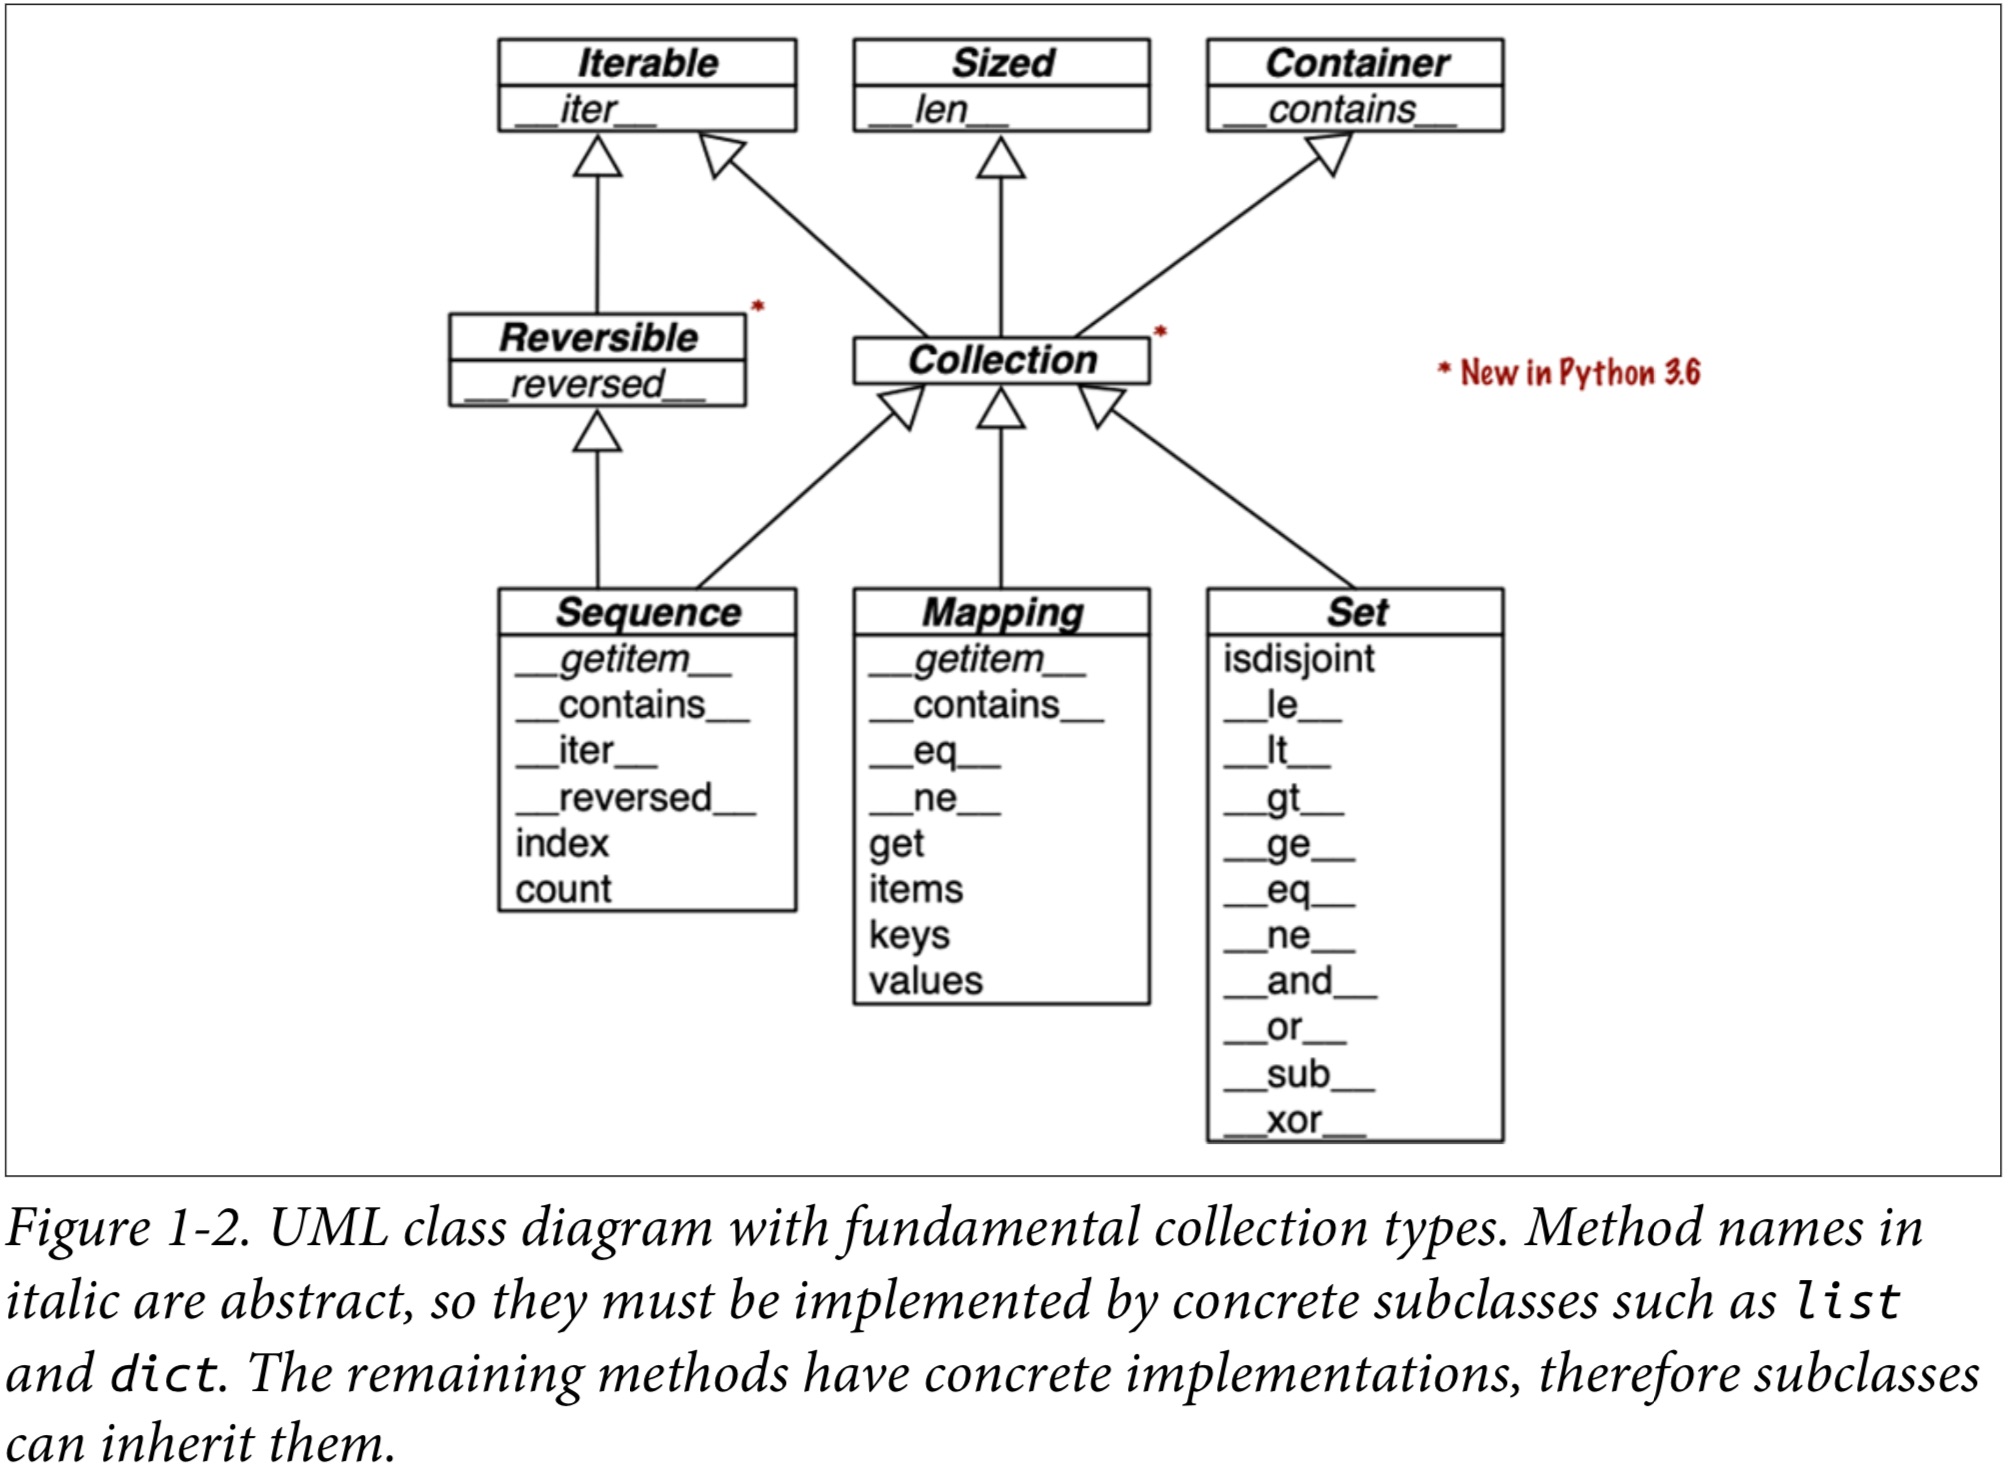 Iterable
__iter__
Sized
__len__
Container
__contains__
Reversible
__reversed__
*
Collection
*
* New in Python 3.6
Sequence
__getitem__
__contains__
__iter__
__reversed__
index
count
Mapping
__getitem__
__contains__
__eq__
__ne__
get
items
keys
values
Set
isdisjoint
__le__
__lt__
__gt__
__ge__
__eq__
__ne__
__and__
__or__
__sub__
__xor__
Figure 1-2. UML class diagram with fundamental collection types. Method names in
italic are abstract, so they must be implemented by concrete subclasses such as list
and dict. The remaining methods have concrete implementations, therefore subclasses
can inherit them.